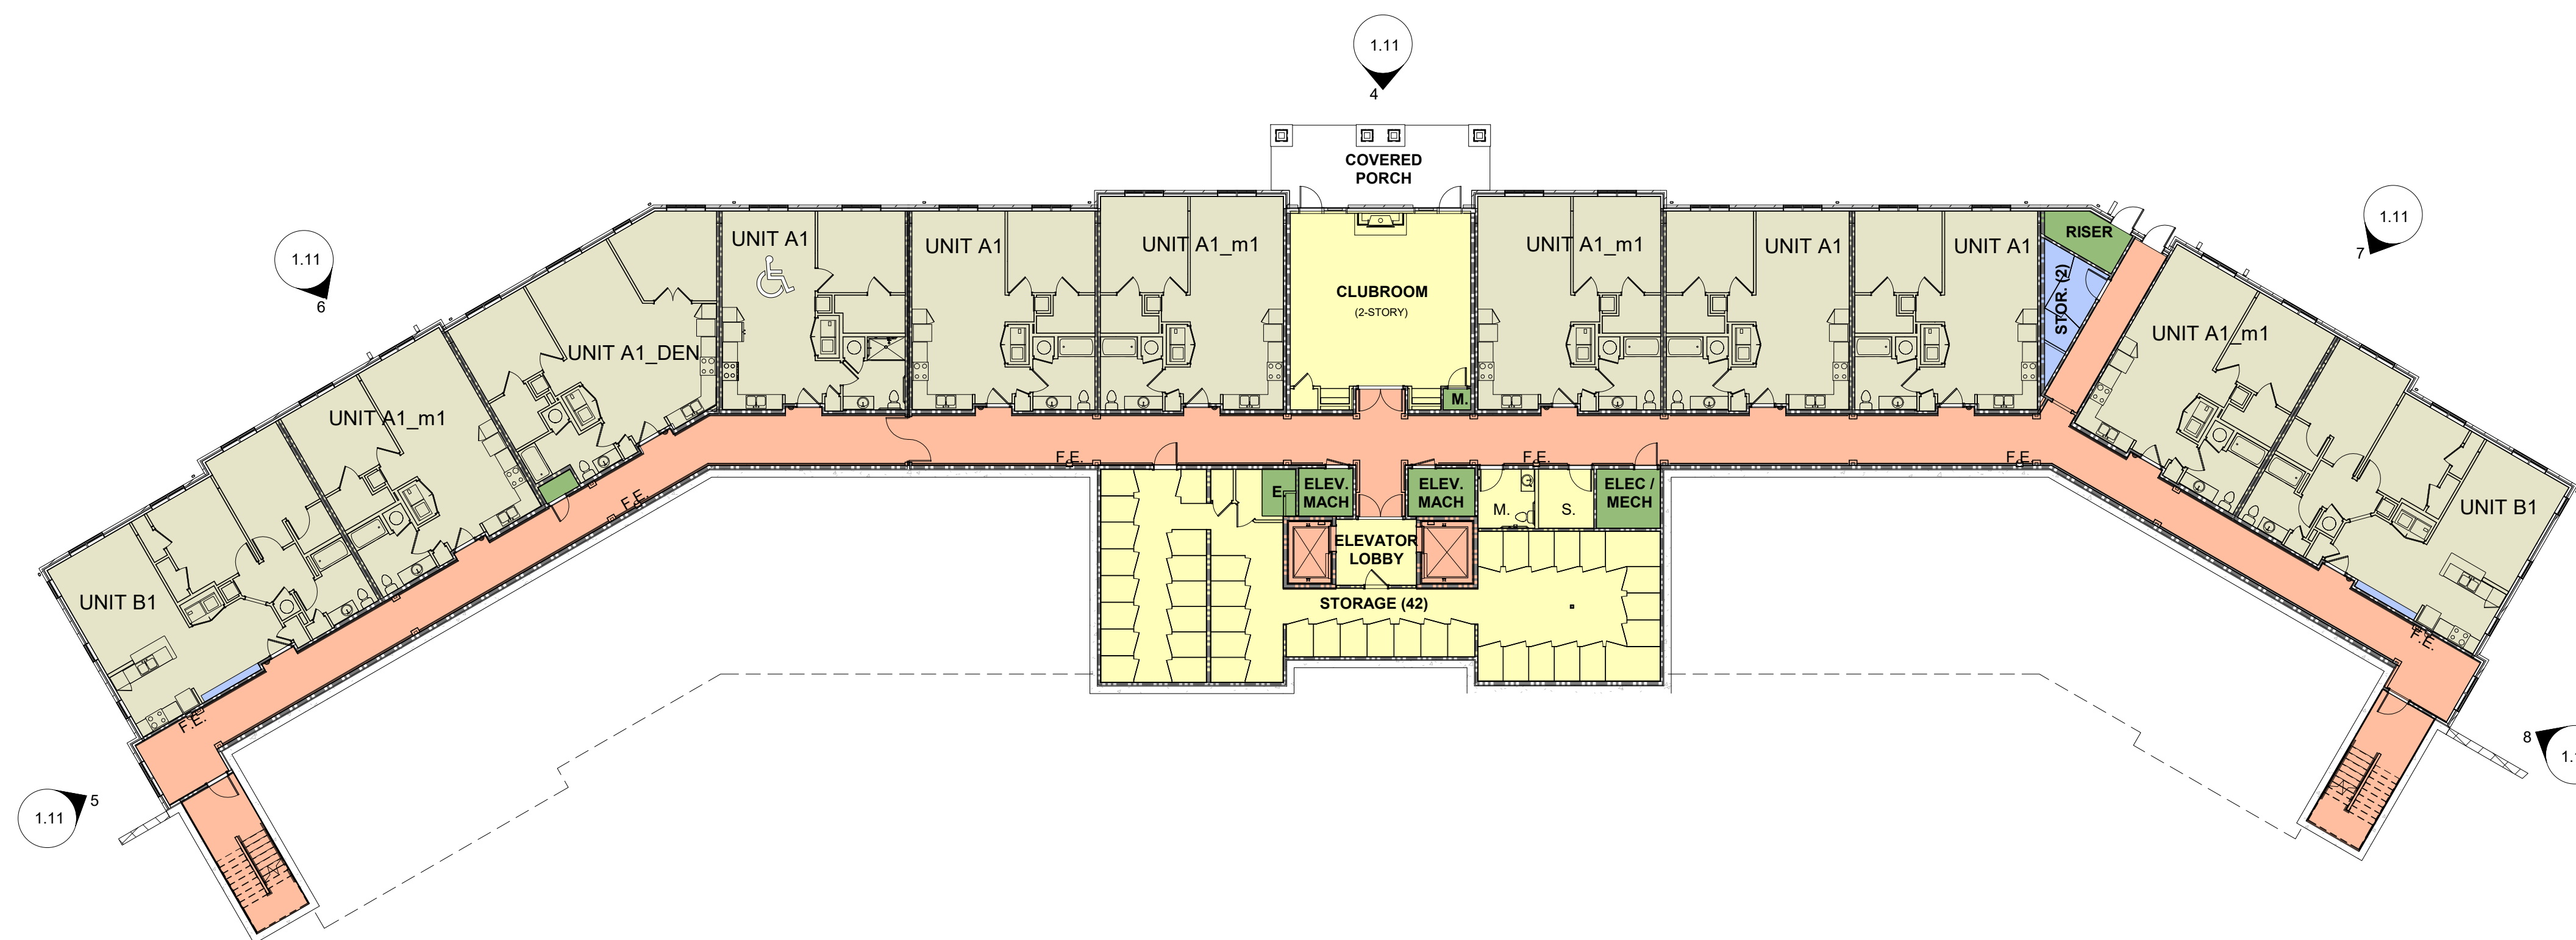 1.11
4
COVERED
PORCH
1.11
6
1.11
7
UNIT B1
UNIT A1_m1
UNIT A1_DEN
UNIT A1
UNIT A1
UNIT A1_m1
CLUBROOM
(2-STORY)
M.
UNIT A1_m1
UNIT A1
UNIT A1
RISER
STOR. (2)
UNIT A1_m1
UNIT B1
F.E.
F.E.
F.E.
F.E.
F.E.
F.E.
E.
ELEV.
MACH
ELEV.
MACH
M.
S.
ELEC /
MECH
ELEVATOR
LOBBY
STORAGE (42)
1.11
5
8